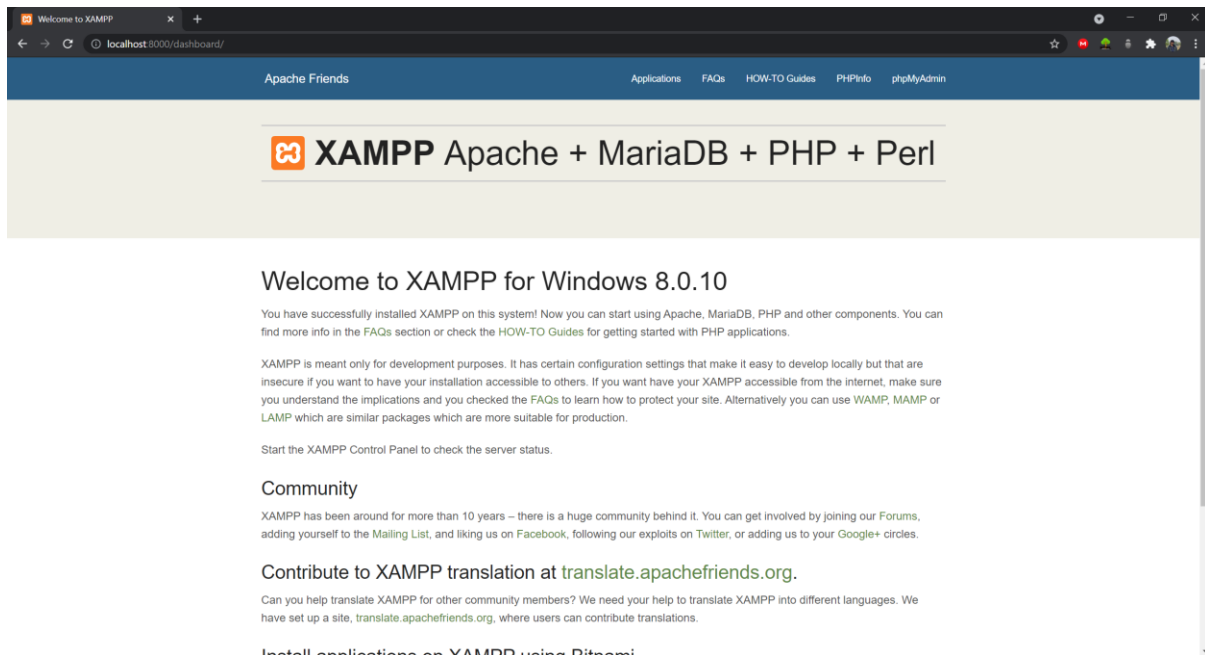 Welcome to XAMPP
localhost:8000/dashboard/
Apache Friends
Applications FAQs HOW-TO Guides PHPInfo phpMyAdmin
XAMPP Apache + MariaDB + PHP + Perl
Welcome to XAMPP for Windows 8.0.10
You have successfully installed XAMPP on this system! Now you can start using Apache, MariaDB, PHP and other components. You can
find more info in the FAQs section or check the HOW-TO Guides for getting started with PHP applications.
XAMPP is meant only for development purposes. It has certain configuration settings that make it easy to develop locally but that are
insecure if you want to have your installation accessible to others. If you want have your XAMPP accessible from the internet, make sure
you understand the implications and you checked the FAQs to learn how to protect your site. Alternatively you can use WAMP, MAMP or
LAMP which are similar packages which are more suitable for production.
Start the XAMPP Control Panel to check the server status.
Community
XAMPP has been around for more than 10 years – there is a huge community behind it. You can get involved by joining our Forums,
adding yourself to the Mailing List, and liking us on Facebook, following our exploits on Twitter, or adding us to your Google+ circles.
Contribute to XAMPP translation at translate.apachefriends.org.
Can you help translate XAMPP for other community members? We need your help to translate XAMPP into different languages. We
have set up a site, translate.apachefriends.org, where users can contribute translations.
Install applications on XAMPP using Bitnami